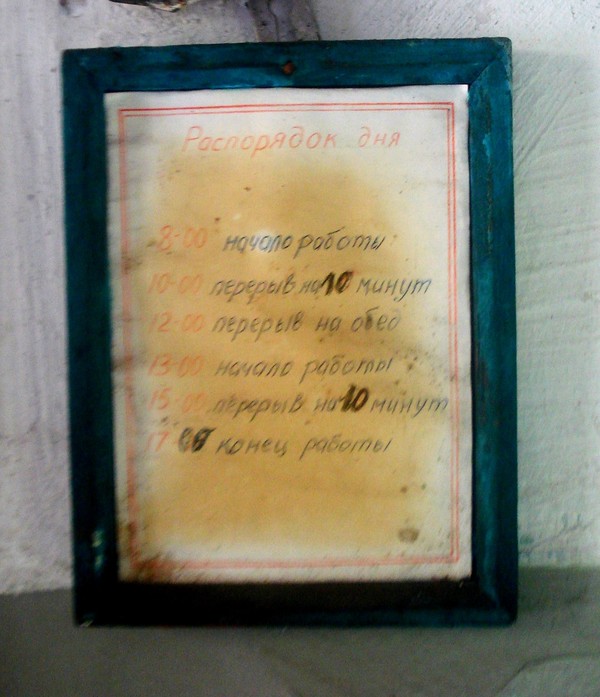 Распорядок дня
8-00 начало работы
10-00 перерыв на 10 минут
12-00 перерыв на обед
13-00 начало работы
15-00 перерыв на 10 минут
17-00 конец работы